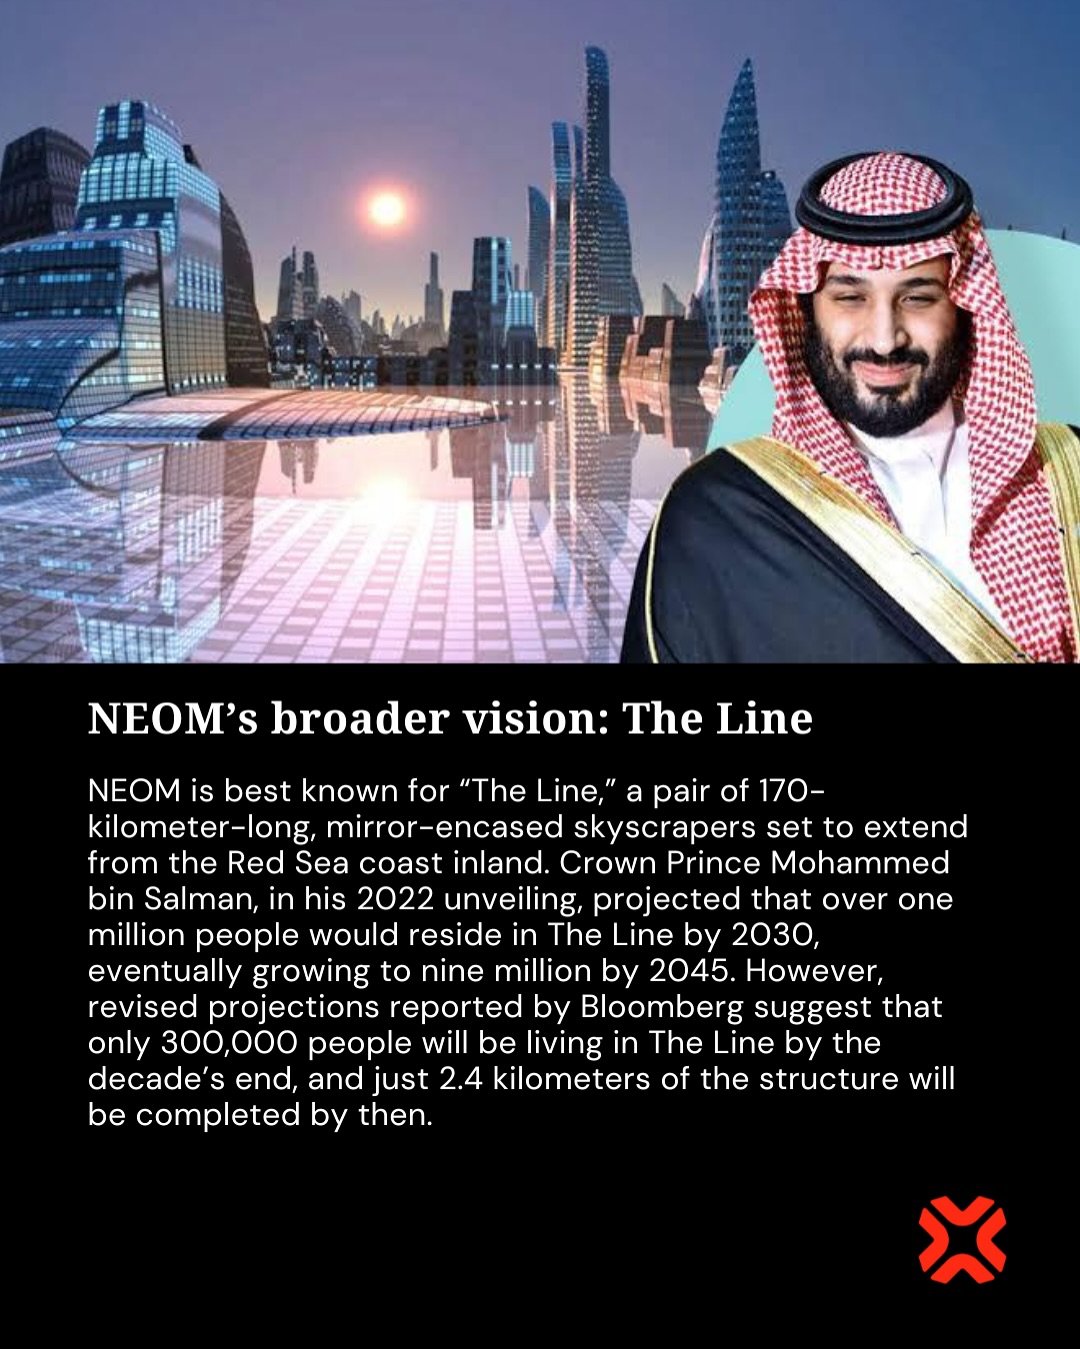 NEOM’s broader vision: The Line
NEOM is best known for “The Line,” a pair of 170-
kilometer-long, mirror-encased skyscrapers set to extend
from the Red Sea coast inland. Crown Prince Mohammed
bin Salman, in his 2022 unveiling, projected that over one
million people would reside in The Line by 2030,
eventually growing to nine million by 2045. However,
revised projections reported by Bloomberg suggest that
only 300,000 people will be living in The Line by the
decade’s end, and just 2.4 kilometers of the structure will
be completed by then.